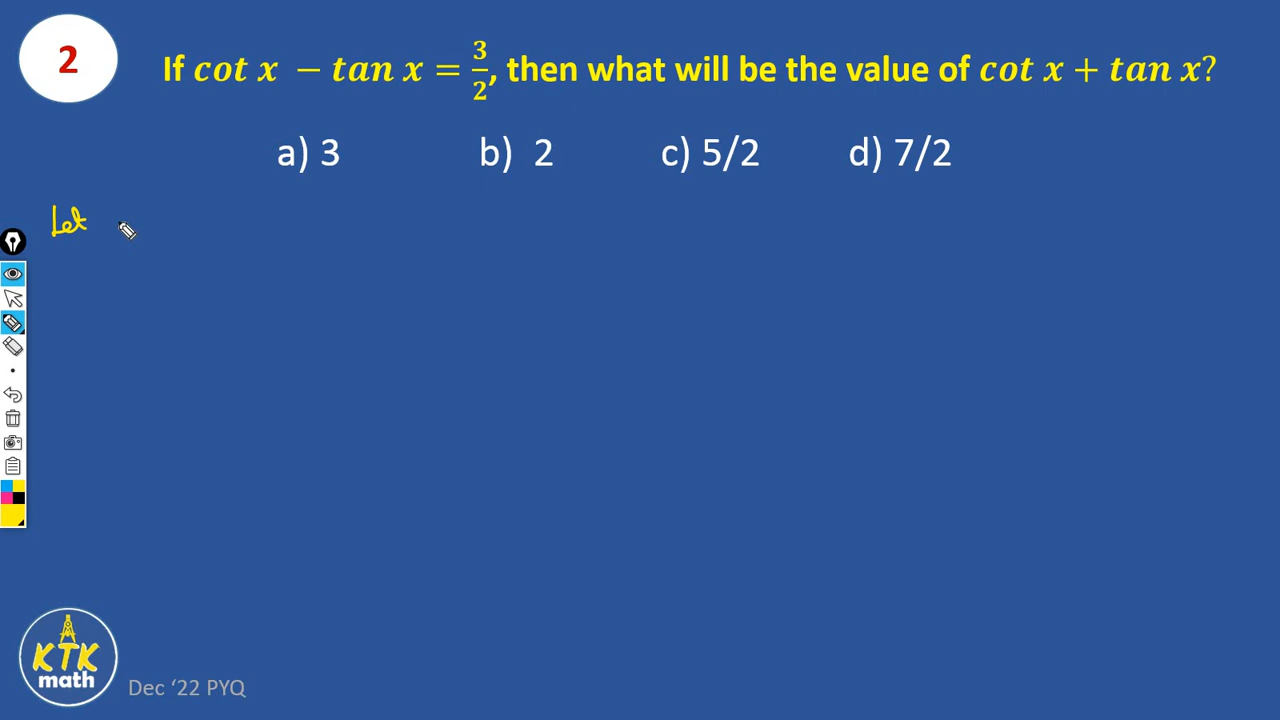 2
If cot x − tan x = 3/2, then what will be the value of cot x + tan x?
a) 3 b) 2 c) 5/2 d) 7/2
Let
KTK
math
Dec ‘22 PYQ